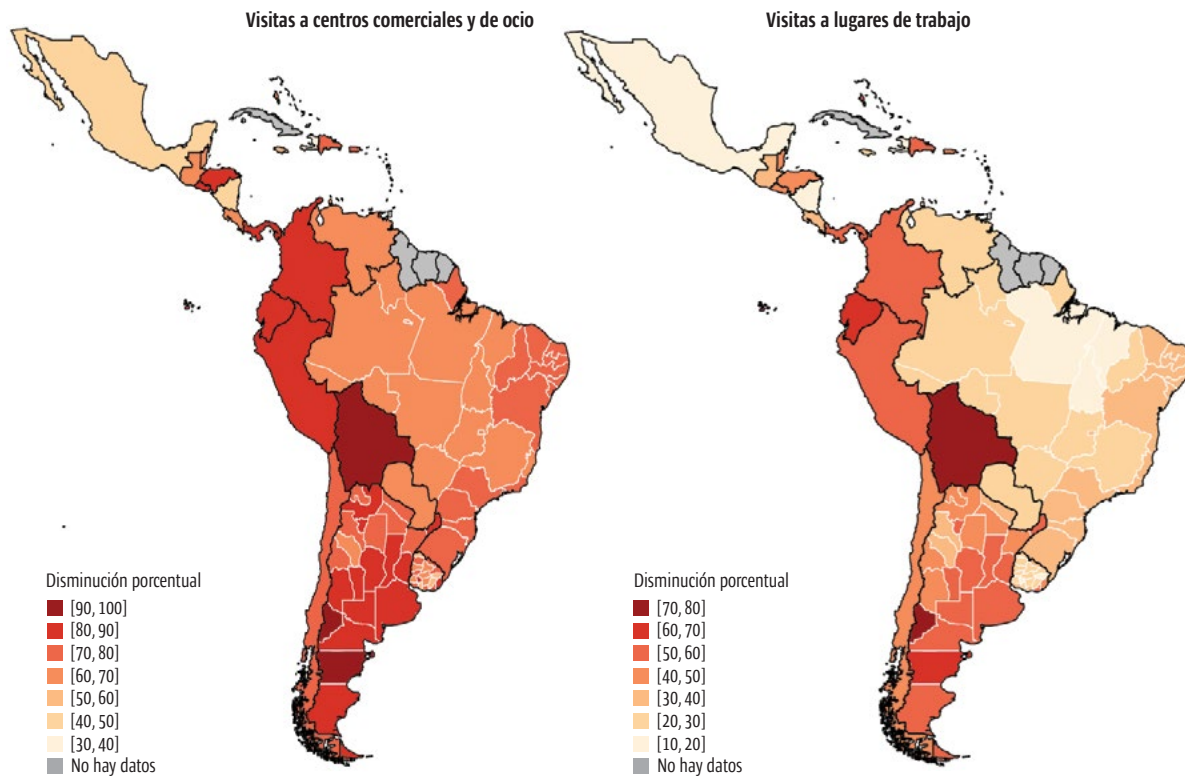 Visitas a centros comerciales y de ocio
Visitas a lugares de trabajo
Disminución porcentual
[90, 100]
[80, 90]
[70, 80]
[60, 70]
[50, 60]
[40, 50]
[30, 40]
No hay datos
Disminución porcentual
[70, 80]
[60, 70]
[50, 60]
[40, 50]
[30, 40]
[20, 30]
[10, 20]
No hay datos